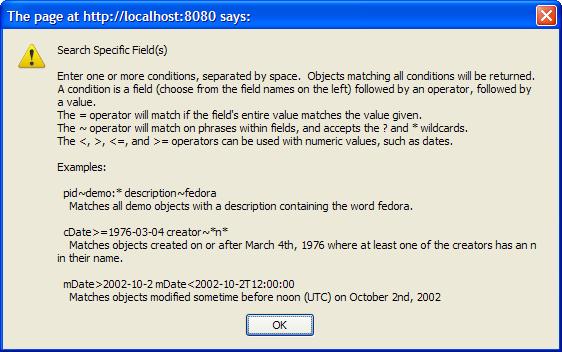 The page at http://localhost:8080 says:
Search Specific Field(s)
Enter one or more conditions, separated by space.  Objects matching all conditions will be returned.
A condition is a field (choose from the field names on the left) followed by an operator, followed by
a value.
The = operator will match if the field's entire value matches the value given.
The ~ operator will match on phrases within fields, and accepts the ? and * wildcards.
The <, >, <=, and >= operators can be used with numeric values, such as dates.
Examples:
pid~demo:* description~fedora
Matches all demo objects with a description containing the word fedora.
cDate>=1976-03-04 creator~*n*
Matches objects created on or after March 4th, 1976 where at least one of the creators has an n
in their name.
mDate>2002-10-2 mDate<2002-10-2T12:00:00
Matches objects modified sometime before noon (UTC) on October 2nd, 2002
OK